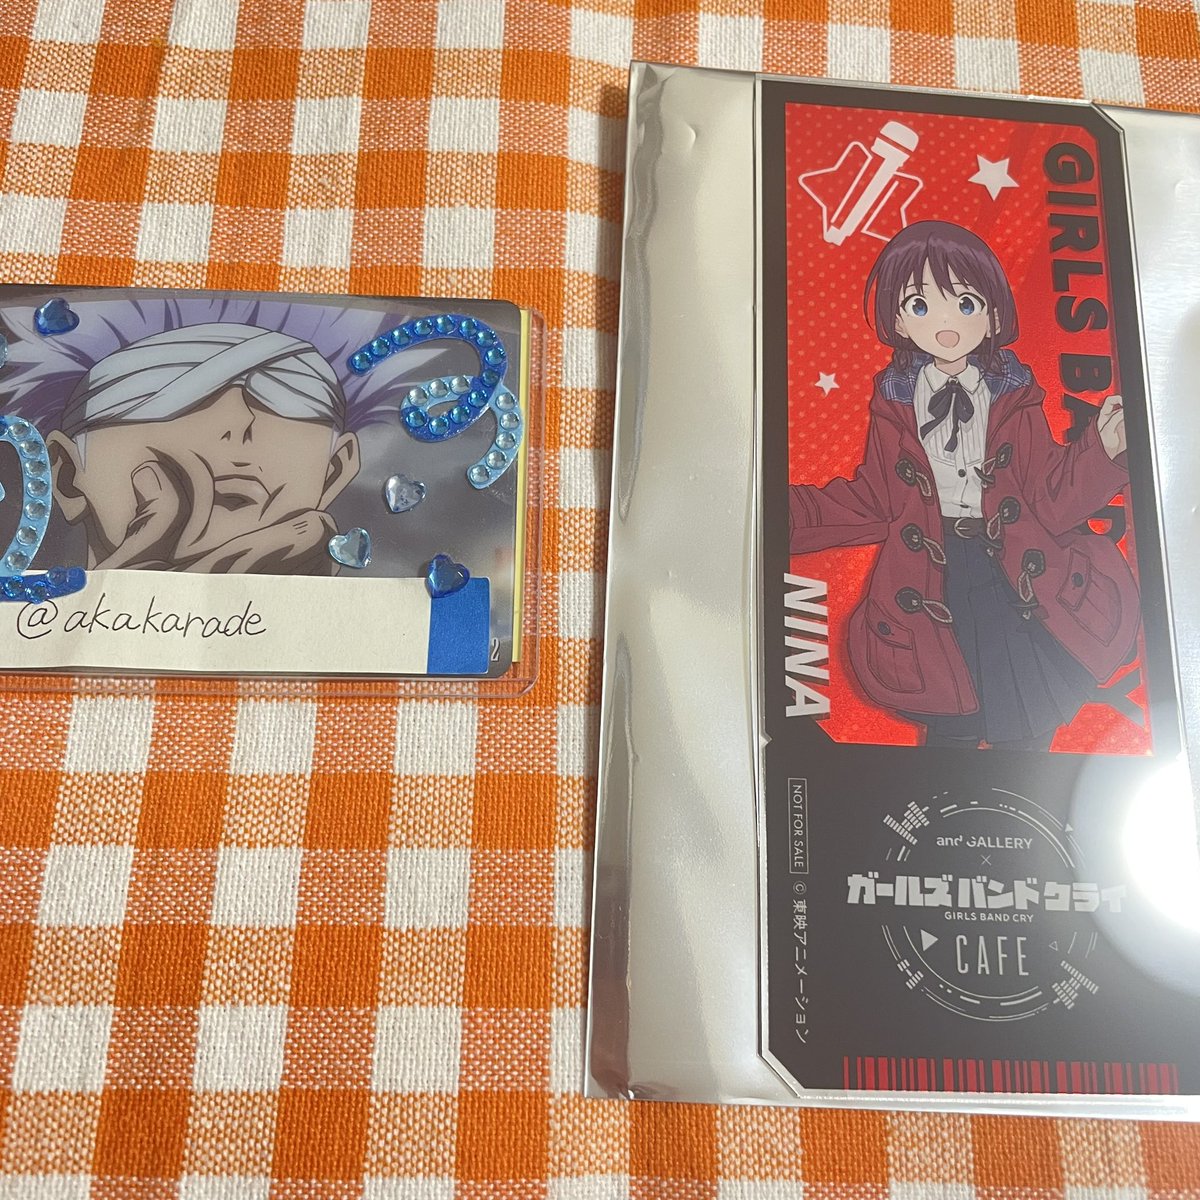 @akakarade
2
GIRLS BAND CRY
NINA
NOT FOR SALE
©東映アニメーション
and GALLERY
×
ガールズバンドクライ
GIRLS BAND CRY
CAFE